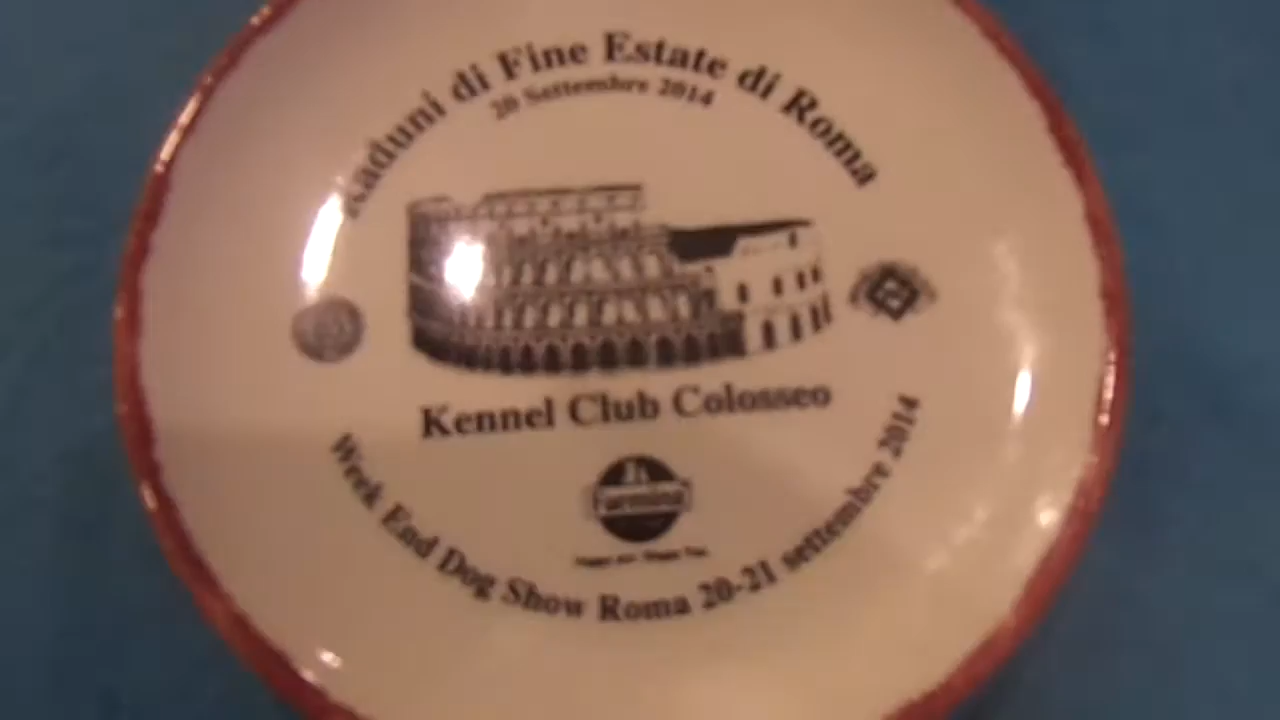 Raduni di Fine Estate di Roma
20 Settembre 2014
Kennel Club Colosseo
Farmina
Week End Dog Show Roma 20-21 settembre 2014